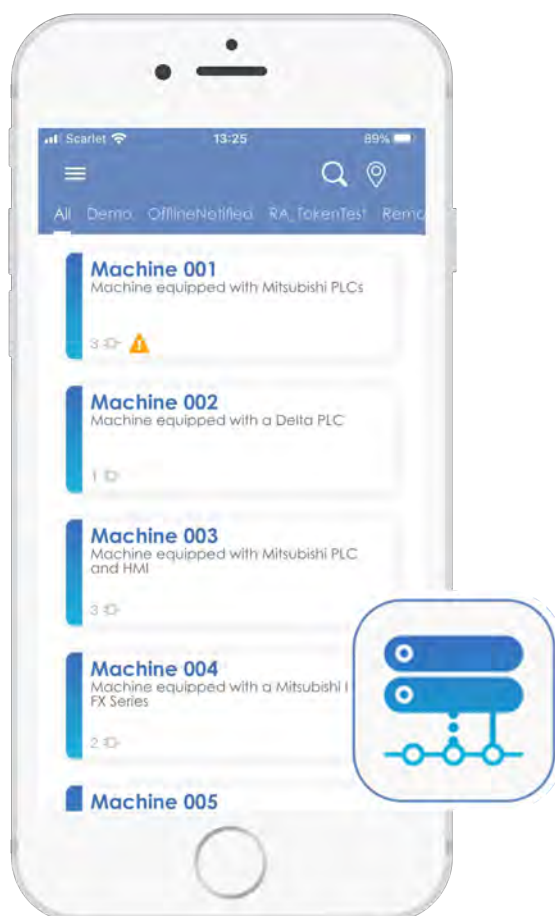 Scarlet 13:25 89%
All Demo OfflineNotified RA_TokenTest Remo
Machine 001
Machine equipped with Mitsubishi PLCs
3
Machine 002
Machine equipped with a Delta PLC
1
Machine 003
Machine equipped with Mitsubishi PLC
and HMI
3
Machine 004
Machine equipped with a Mitsubishi
FX Series
2
Machine 005